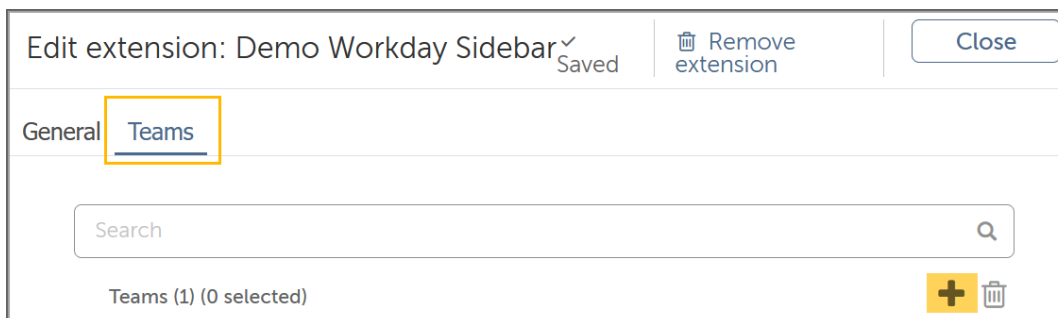 Edit extension: Demo Workday Sidebar
Saved
Remove
extension
Close
General
Teams
Search
Teams (1) (0 selected)